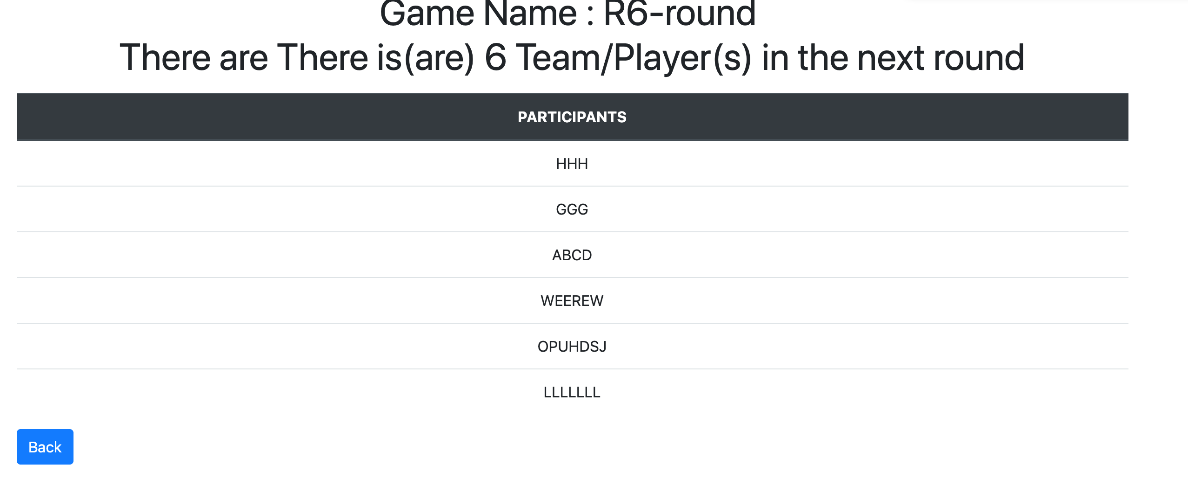 Game Name : R6-round
There are There is(are) 6 Team/Player(s) in the next round
PARTICIPANTS
HHH
GGG
ABCD
WEEREW
OPUHDSJ
LLLLLLL
Back